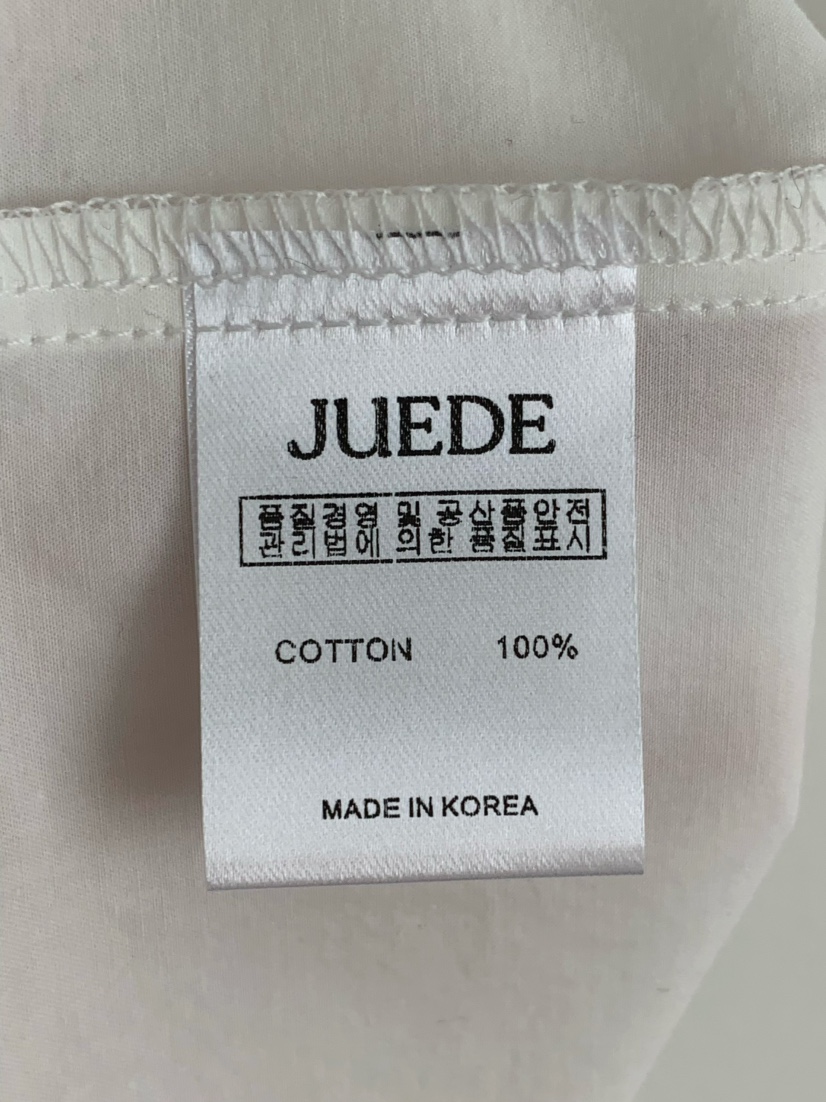 JUEDE
품질경영 및 공산품안전
관리법에 의한 품질표시
COTTON 100%
MADE IN KOREA